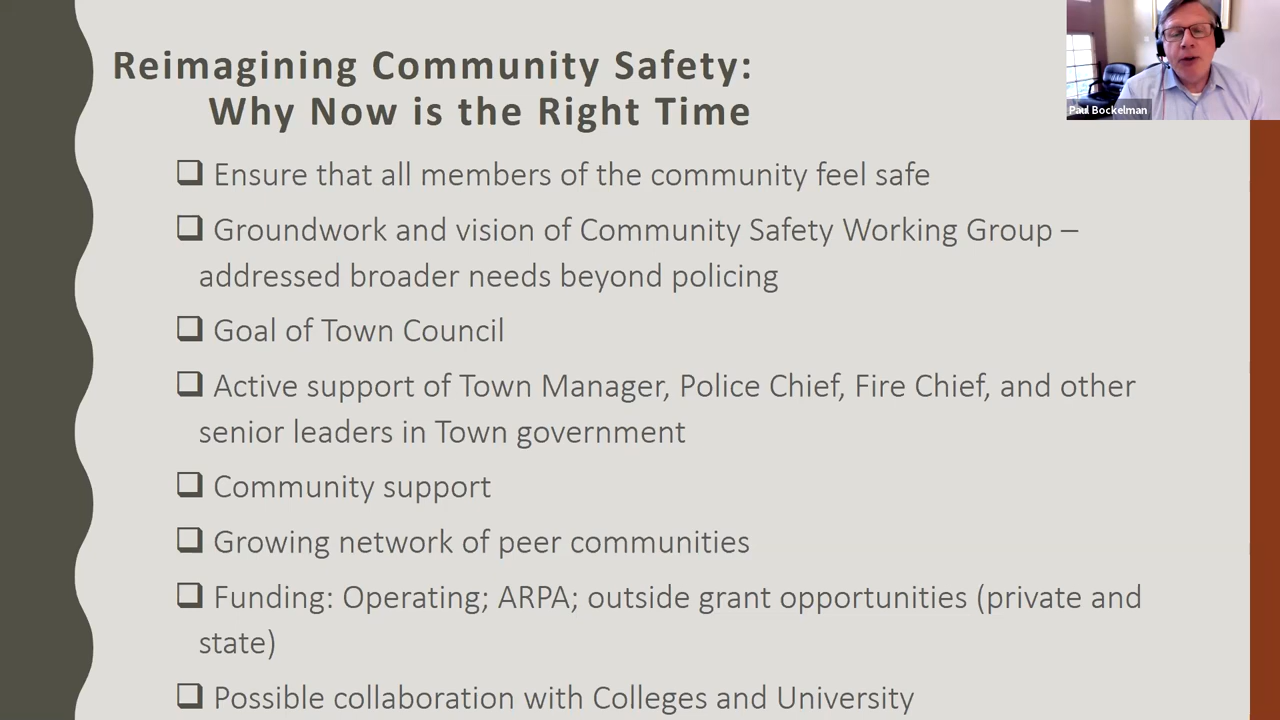 Reimagining Community Safety:
Why Now is the Right Time
Paul Bockelman
❑ Ensure that all members of the community feel safe
❑ Groundwork and vision of Community Safety Working Group –
addressed broader needs beyond policing
❑ Goal of Town Council
❑ Active support of Town Manager, Police Chief, Fire Chief, and other
senior leaders in Town government
❑ Community support
❑ Growing network of peer communities
❑ Funding: Operating; ARPA; outside grant opportunities (private and
state)
❑ Possible collaboration with Colleges and University